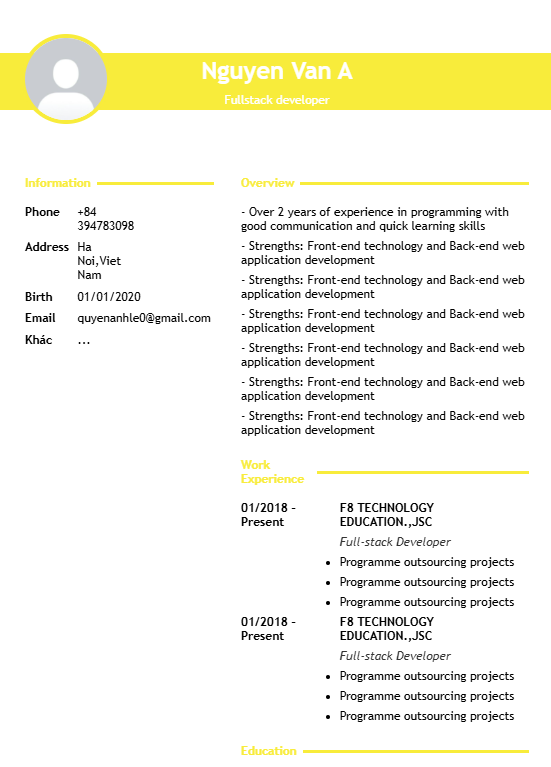 Nguyen Van A
Fullstack developer
Information
Phone +84
394783098
Address Ha
Noi,Viet
Nam
Birth 01/01/2020
Email quyenanhle0@gmail.com
Khác ...
Overview
- Over 2 years of experience in programming with
good communication and quick learning skills
- Strengths: Front-end technology and Back-end web
application development
- Strengths: Front-end technology and Back-end web
application development
- Strengths: Front-end technology and Back-end web
application development
- Strengths: Front-end technology and Back-end web
application development
- Strengths: Front-end technology and Back-end web
application development
- Strengths: Front-end technology and Back-end web
application development
Work
Experience
01/2018 –
Present
F8 TECHNOLOGY
EDUCATION.,JSC
Full-stack Developer
• Programme outsourcing projects
• Programme outsourcing projects
• Programme outsourcing projects
01/2018 –
Present
F8 TECHNOLOGY
EDUCATION.,JSC
Full-stack Developer
• Programme outsourcing projects
• Programme outsourcing projects
• Programme outsourcing projects
Education